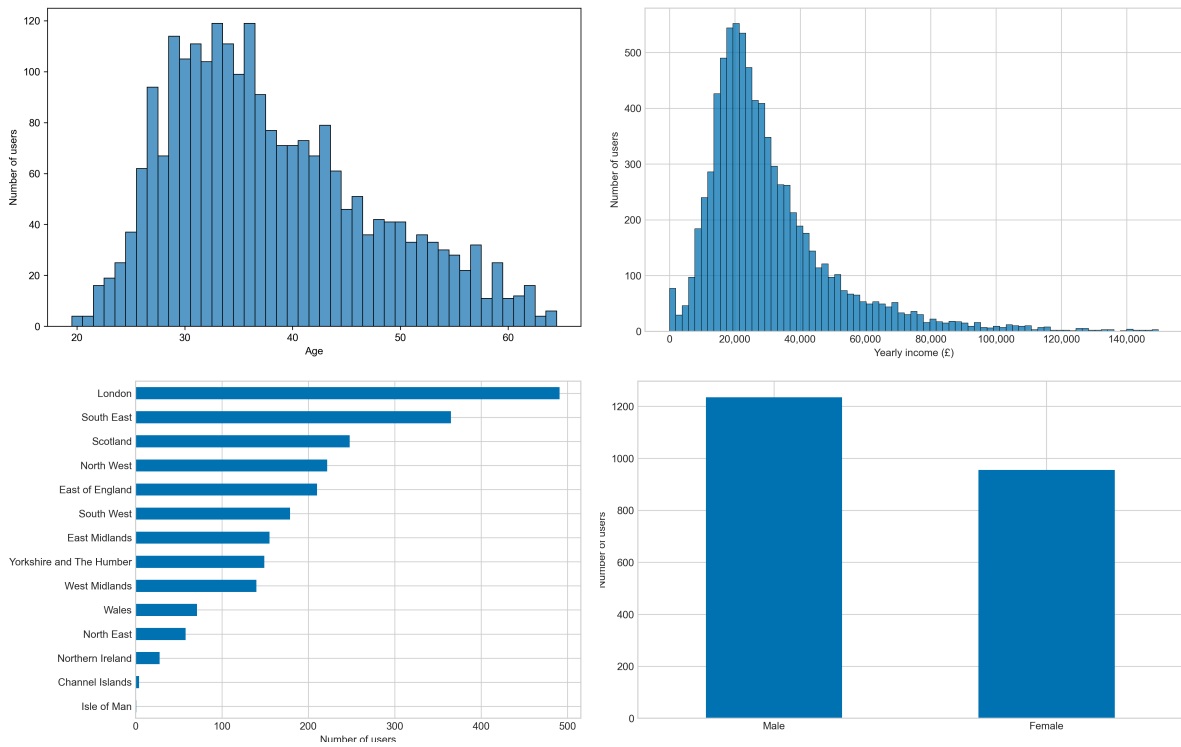 120
100
80
60
40
20
0
Number of users
20
30
40
50
60
Age
500
400
300
200
100
0
Number of users
0
20,000
40,000
60,000
80,000
100,000
120,000
140,000
Yearly income (£)
London
South East
Scotland
North West
East of England
South West
East Midlands
Yorkshire and The Humber
West Midlands
Wales
North East
Northern Ireland
Channel Islands
Isle of Man
0
100
200
300
400
500
Number of users
1200
1000
800
600
400
200
0
Number of users
Male
Female